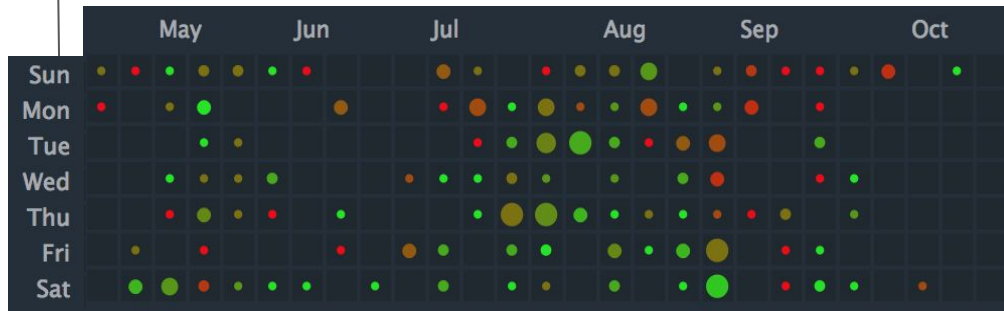 May Jun Jul Aug Sep Oct
Sun
Mon
Tue
Wed
Thu
Fri
Sat